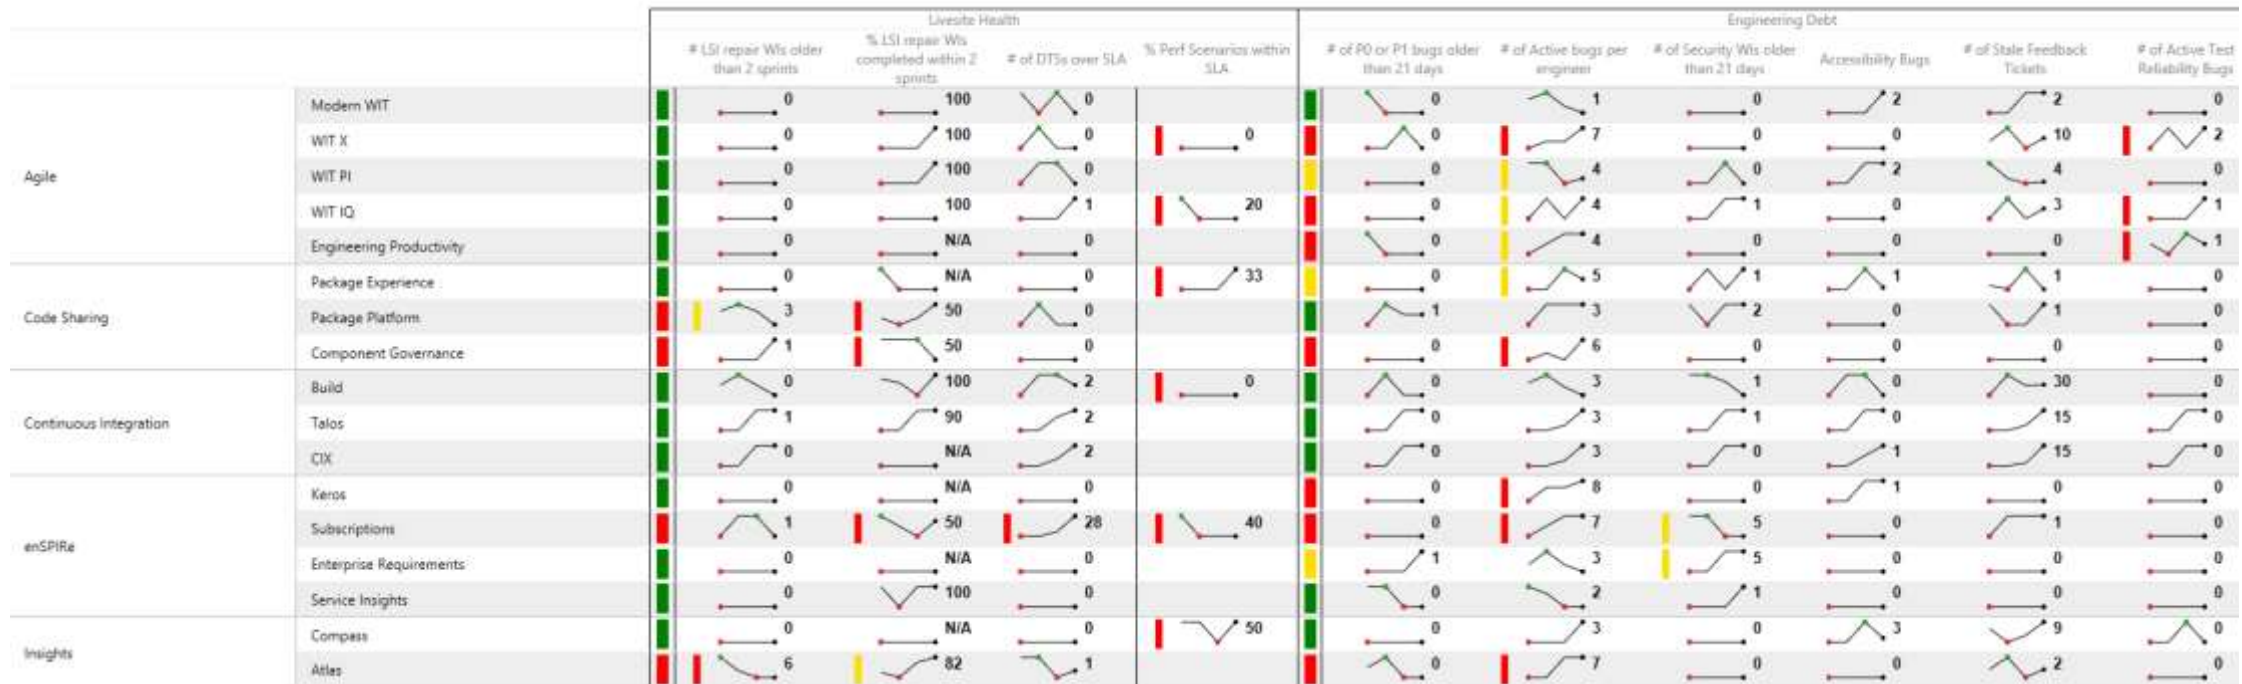 Livesite Health Engineering Debt
# LSI repair WIs older than 2 sprints % LSI repair WIs completed within 2 sprints # of DTSs over SLA % Perf Scenarios within SLA # of P0 or P1 bugs older than 21 days # of Active bugs per engineer # of Security WIs older than 21 days Accessibility Bugs # of Stale Feedback Tickets # of Active Test Reliability Bugs
Agile
Modern WIT 0 100 0 0 1 0 2 2 0
WIT X 0 100 0 0 0 7 0 0 10 2
WIT PI 0 100 0 0 4 0 2 4 0
WIT IQ 0 100 1 20 0 4 1 0 3 1
Engineering Productivity 0 N/A 0 0 4 0 0 0 1
Code Sharing
Package Experience 0 N/A 0 33 0 5 1 1 1 0
Package Platform 3 50 0 1 3 2 0 1 0
Component Governance 1 50 0 0 6 0 0 0 0
Continuous Integration
Build 0 100 2 0 0 3 1 0 30 0
Talos 1 90 2 0 3 1 0 15 0
CIX 0 N/A 2 0 3 0 1 15 0
enSPIRe
Keros 0 N/A 0 0 8 0 1 0 0
Subscriptions 1 50 28 40 0 7 5 0 1 0
Enterprise Requirements 0 N/A 0 1 3 5 0 0 0
Service Insights 0 100 0 0 2 1 0 0 0
Insights
Compass 0 N/A 0 50 0 3 0 3 9 0
Atlas 6 82 1 0 7 0 0 2 0